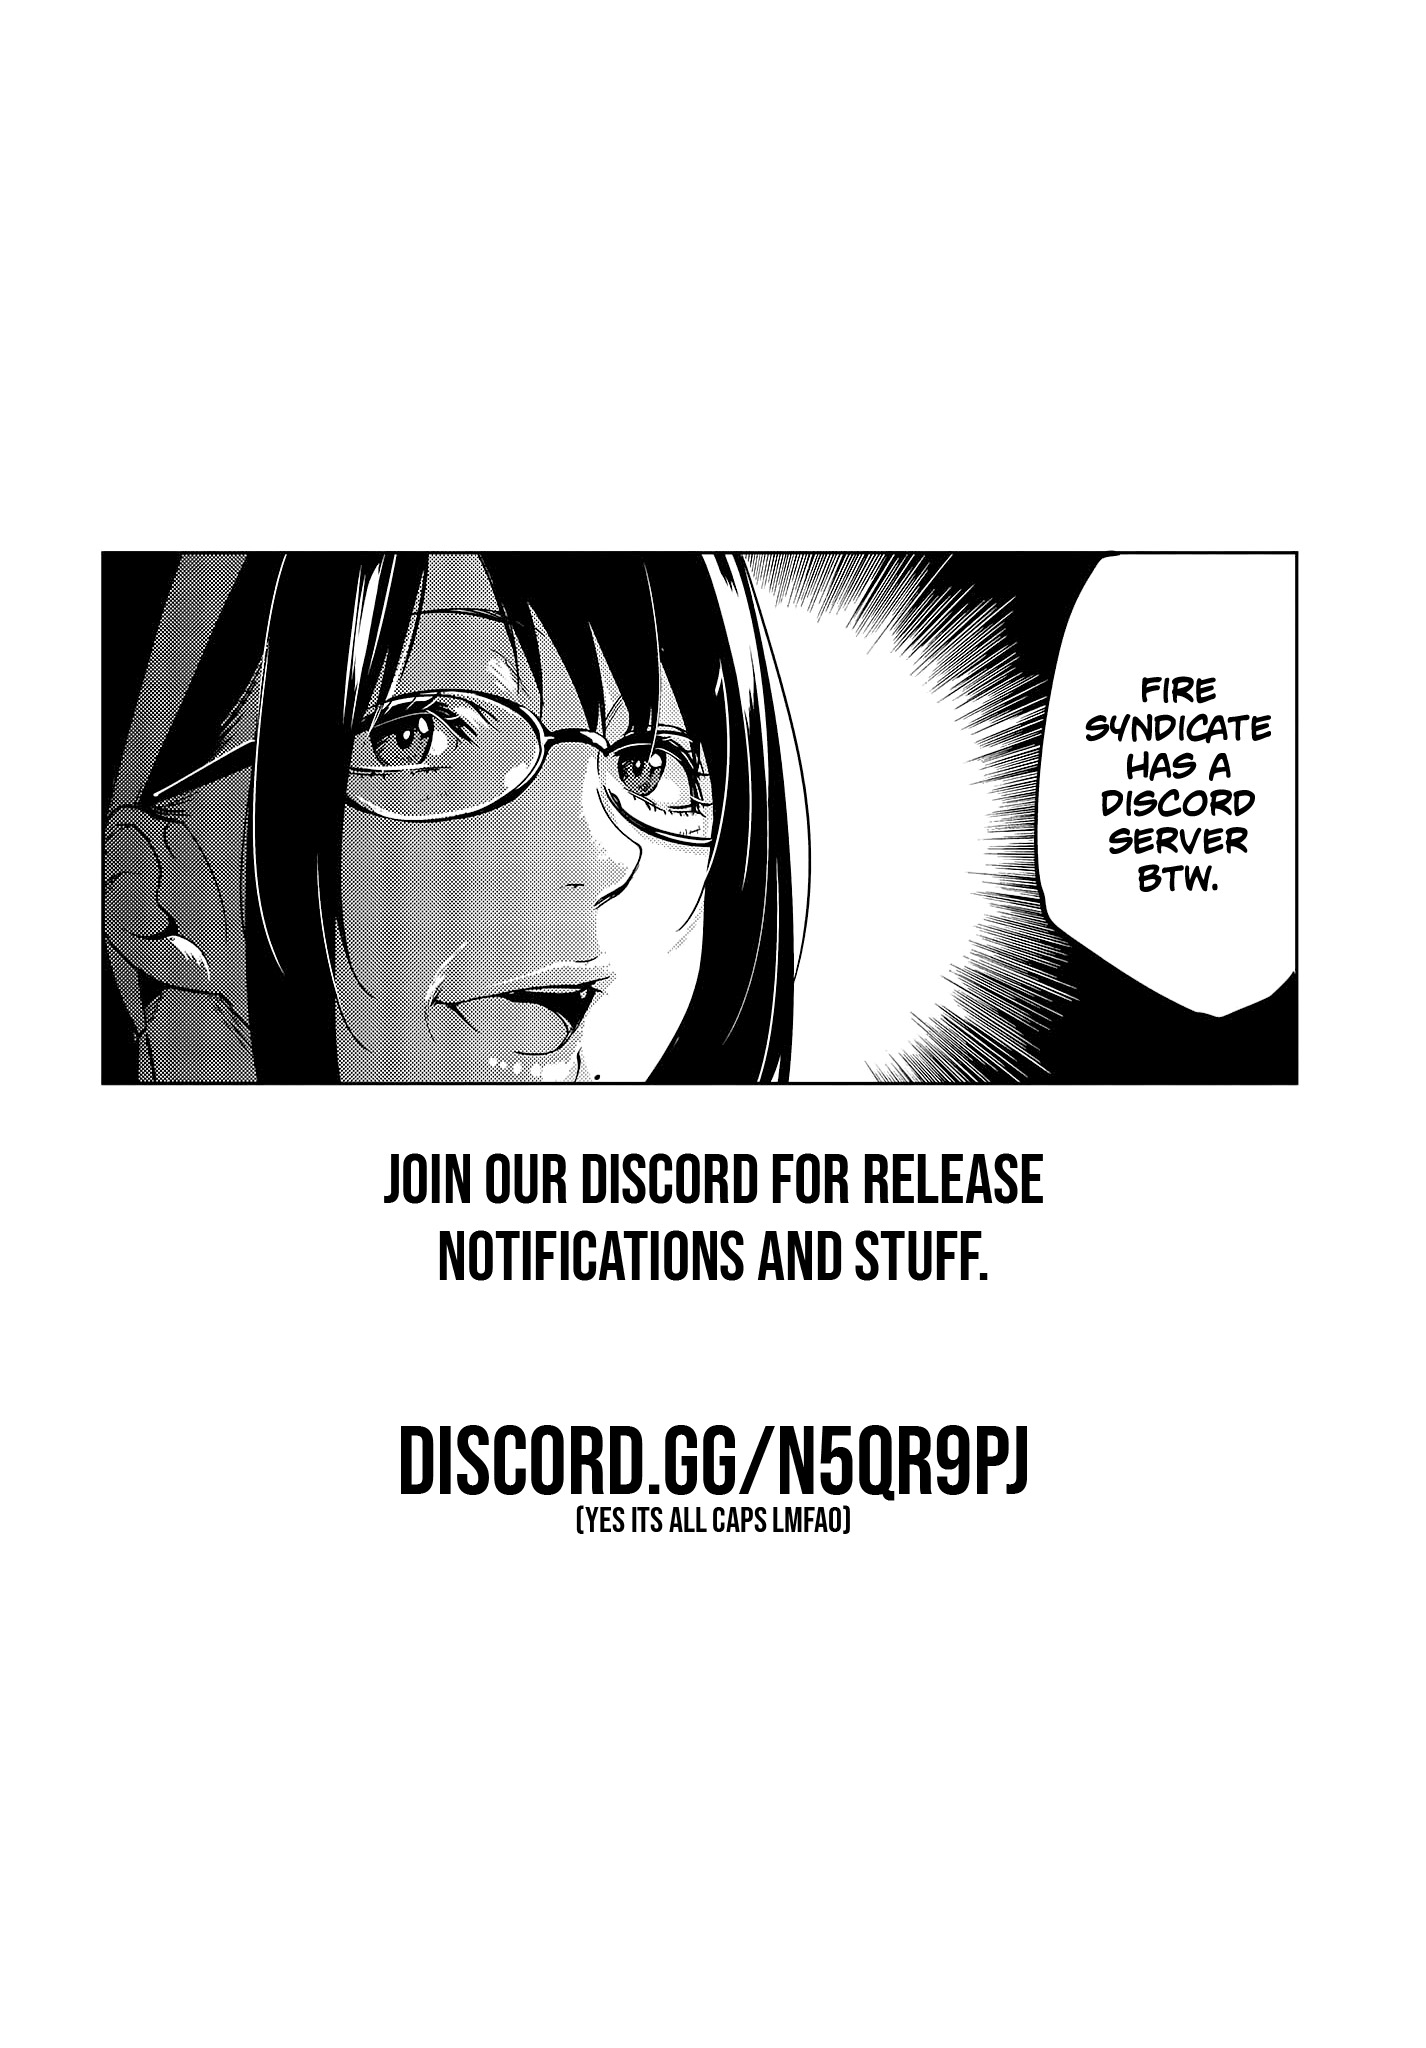 FIRE
SYNDICATE
HAS A
DISCORD
SERVER
BTW.
JOIN OUR DISCORD FOR RELEASE
NOTIFICATIONS AND STUFF.
DISCORD.GG/N5QR9PJ
(YES ITS ALL CAPS LMFAO)